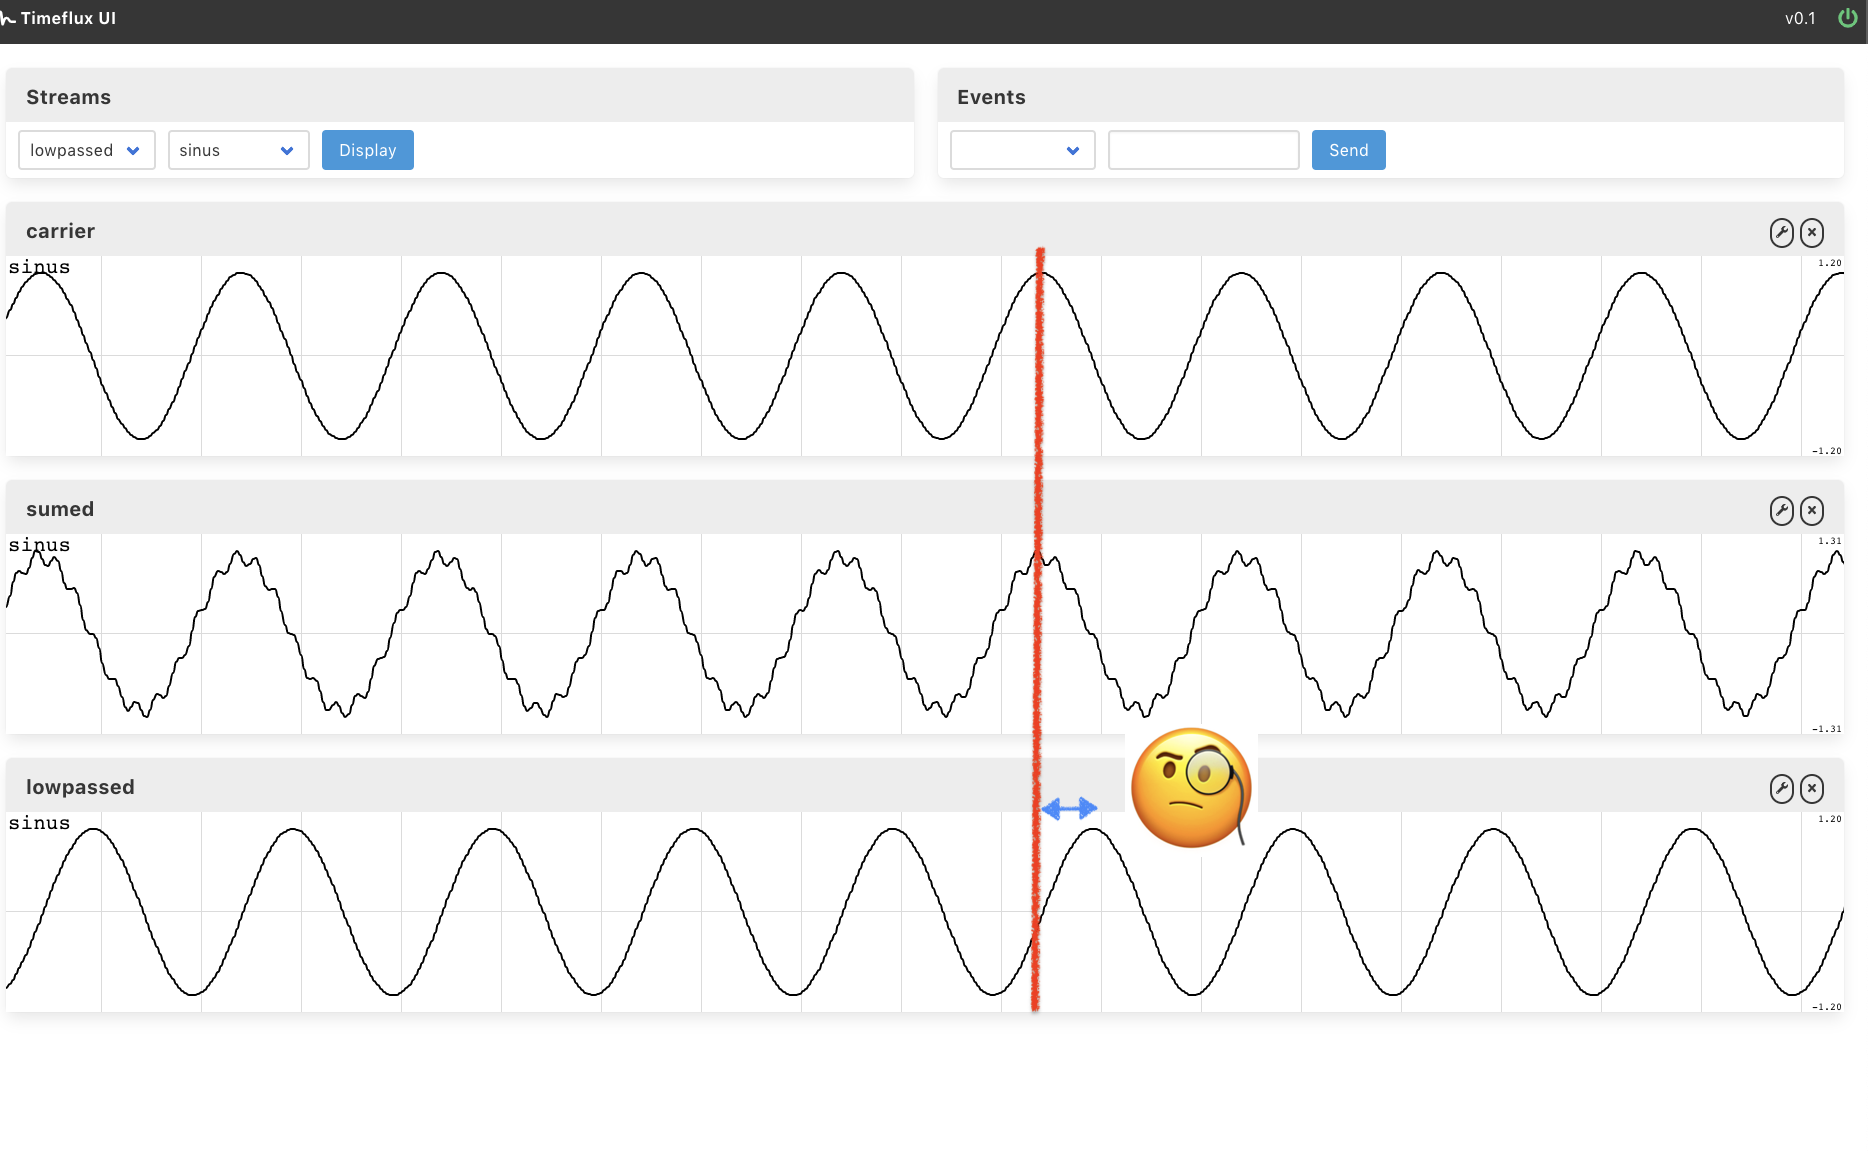 Timeflux UI
v0.1
Streams
Events
lowpassed
sinus
Display
Send
carrier
sinus
1.20
-1.20
sumed
sinus
1.31
-1.31
lowpassed
sinus
1.20
-1.20